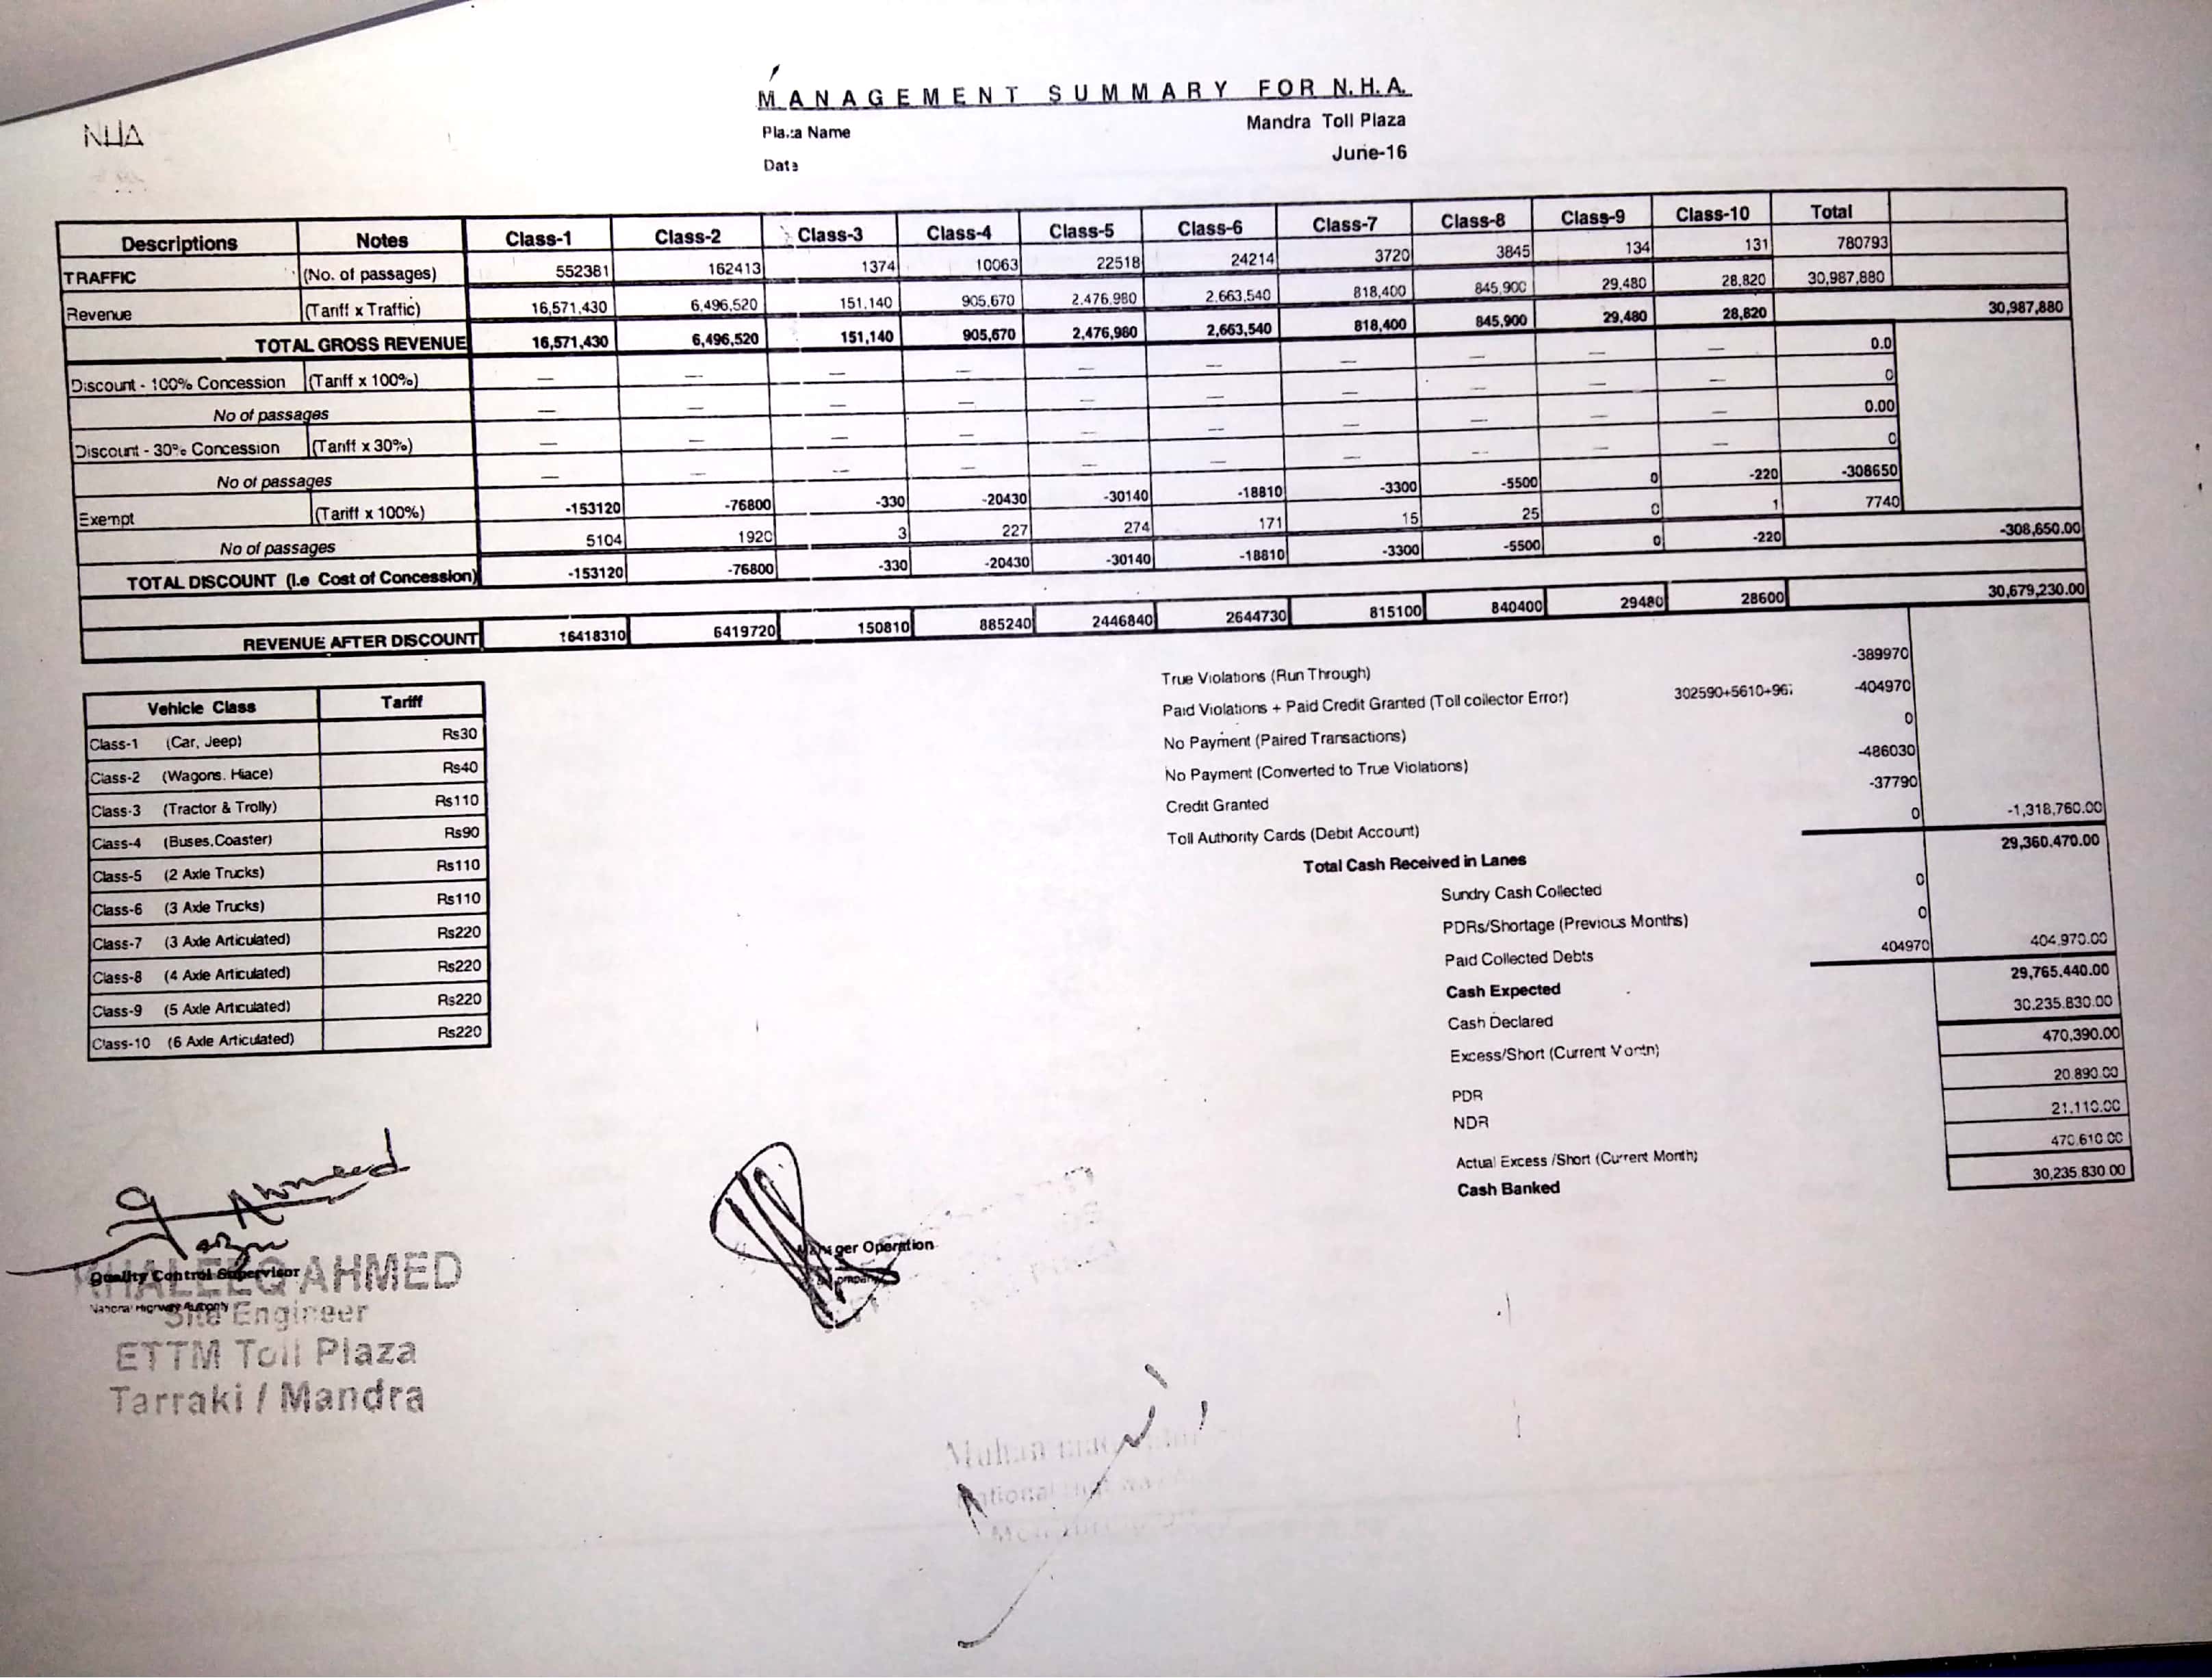 MANAGEMENT SUMMARY FOR N.H.A.
NHA
Plaza Name Mandra Toll Plaza
Date June-16
Descriptions Notes Class-1 Class-2 Class-3 Class-4 Class-5 Class-6 Class-7 Class-8 Class-9 Class-10 Total
TRAFFIC (No. of passages) 552381 162413 1374 10063 22518 24214 3720 3845 134 131 780793
Revenue (Tariff x Traffic) 16,571,430 6,496,520 151,140 905,670 2,476,980 2,663,540 818,400 845,900 29,480 28,820 30,987,880
TOTAL GROSS REVENUE 16,571,430 6,496,520 151,140 905,670 2,476,980 2,663,540 818,400 845,900 29,480 28,820 30,987,880
Discount - 100% Concession (Tariff x 100%) — — — — — — — — — — 0.0
No of passages — — — — — — — — — — 0
Discount - 30% Concession (Tariff x 30%) — — — — — — — — — — 0.00
No of passages — — — — — — — — — — 0
Exempt (Tariff x 100%) -153120 -76800 -330 -20430 -30140 -18810 -3300 -5500 0 -220 -308650
No of passages 5104 1920 3 227 274 171 15 25 0 1 7740
TOTAL DISCOUNT (I.e Cost of Concession) -153120 -76800 -330 -20430 -30140 -18810 -3300 -5500 0 -220 -308,650.00
REVENUE AFTER DISCOUNT 16418310 6419720 150810 885240 2446840 2644730 815100 840400 29480 28600 30,679,230.00
Vehicle Class Tariff
Class-1 (Car, Jeep) Rs30
Class-2 (Wagons. Hiace) Rs40
Class-3 (Tractor & Trolly) Rs110
Class-4 (Buses,Coaster) Rs90
Class-5 (2 Axle Trucks) Rs110
Class-6 (3 Axle Trucks) Rs110
Class-7 (3 Axle Articulated) Rs220
Class-8 (4 Axle Articulated) Rs220
Class-9 (5 Axle Articulated) Rs220
Class-10 (6 Axle Articulated) Rs220
True Violations (Run Through) -389970
Paid Violations + Paid Credit Granted (Toll collector Error) 302590+5610+967 -404970
No Payment (Paired Transactions) 0
No Payment (Converted to True Violations) -486030
Credit Granted -37790
Toll Authority Cards (Debit Account) 0 -1,318,760.00
Total Cash Received in Lanes 29,360,470.00
Sundry Cash Collected 0
PDRs/Shortage (Previous Months) 0
Paid Collected Debts 404970 404,970.00
Cash Expected 29,765,440.00
Cash Declared 30,235,830.00
Excess/Short (Current Month) 470,390.00
PDR 20,890.00
NDR 21,110.00
Actual Excess /Short (Current Month) 470,610.00
Cash Banked 30,235,830.00
Ahmeed
Quality Control Supervisor
National Highway Authority
KHALEEQ AHMED
Site Engineer
ETTM Toll Plaza
Tarraki / Mandra
Manager Operation